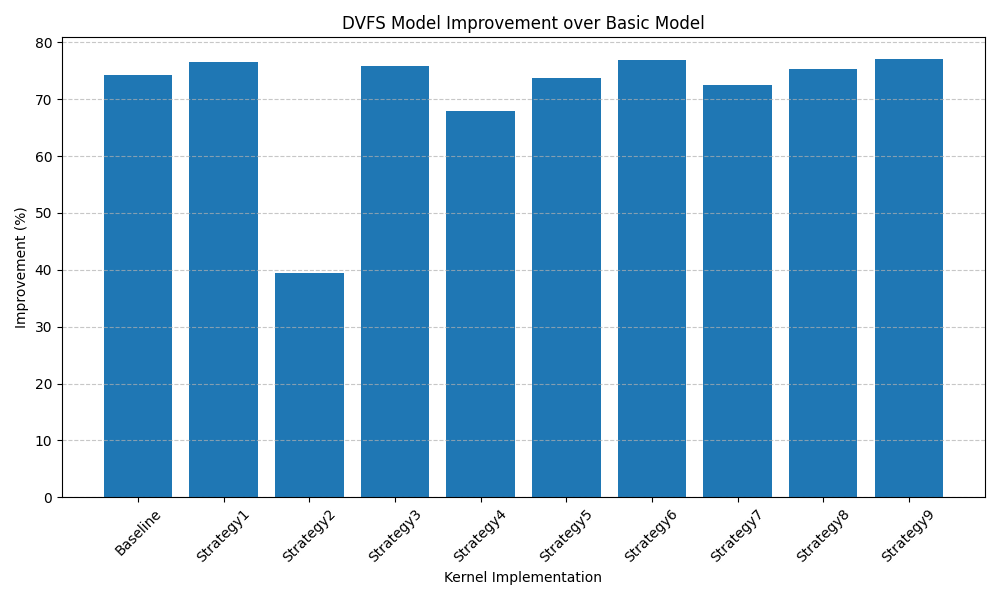 DVFS Model Improvement over Basic Model
Improvement (%)
80
70
60
50
40
30
20
10
0
Baseline
Strategy1
Strategy2
Strategy3
Strategy4
Strategy5
Strategy6
Strategy7
Strategy8
Strategy9
Kernel Implementation